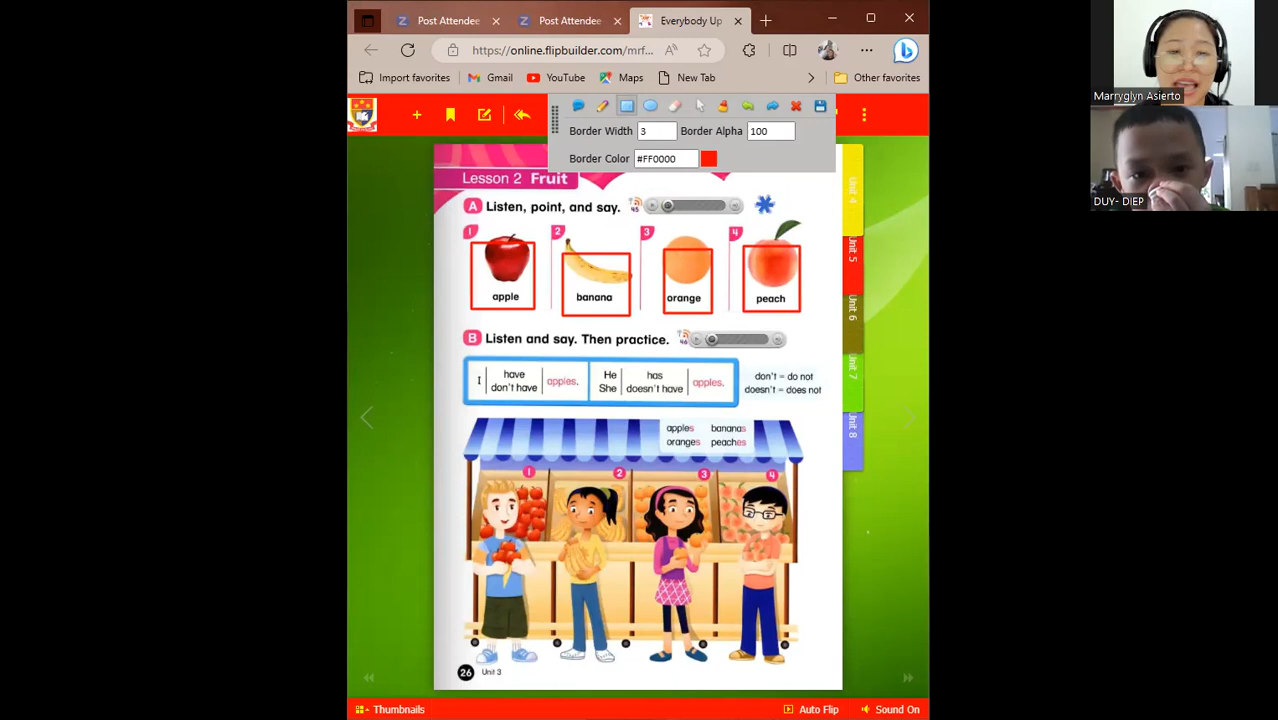 Post Attendee
Post Attendee
Everybody Up
https://online.flipbuilder.com/mrf...
Import favorites
Gmail
YouTube
Maps
New Tab
Other favorites
Border Width 3 Border Alpha 100
Border Color #FF0000
Lesson 2 Fruit
A Listen, point, and say.
45
1
2
3
4
apple
banana
orange
peach
B Listen and say. Then practice.
46
I have don't have apples.
He She has doesn't have apples.
don't = do not
doesn't = does not
apples bananas
oranges peaches
1
2
3
4
26 Unit 3
Unit 4
Unit 5
Unit 6
Unit 7
Unit 8
Thumbnails
Auto Flip
Sound On
Marryglyn Asierto
DUY- DIEP